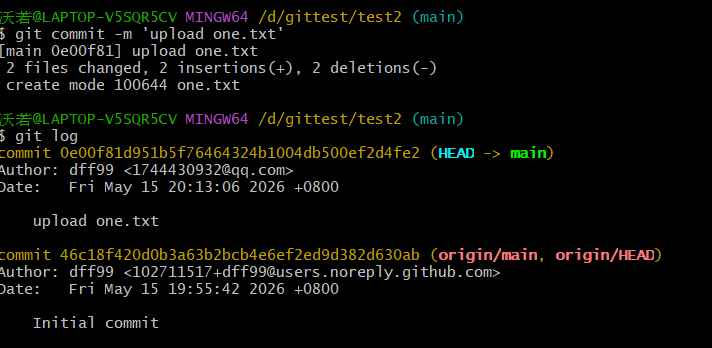 沃若@LAPTOP-V5SQR5CV MINGW64 /d/gittest/test2 (main)
$ git commit -m 'upload one.txt'
[main 0e00f81] upload one.txt
 2 files changed, 2 insertions(+), 2 deletions(-)
 create mode 100644 one.txt
沃若@LAPTOP-V5SQR5CV MINGW64 /d/gittest/test2 (main)
$ git log
commit 0e00f81d951b5f76464324b1004db500ef2d4fe2 (HEAD -> main)
Author: dff99 <1744430932@qq.com>
Date:   Fri May 15 20:13:06 2026 +0800
    upload one.txt
commit 46c18f420d0b3a63b2bcb4e6ef2ed9d382d630ab (origin/main, origin/HEAD)
Author: dff99 <102711517+dff99@users.noreply.github.com>
Date:   Fri May 15 19:55:42 2026 +0800
    Initial commit